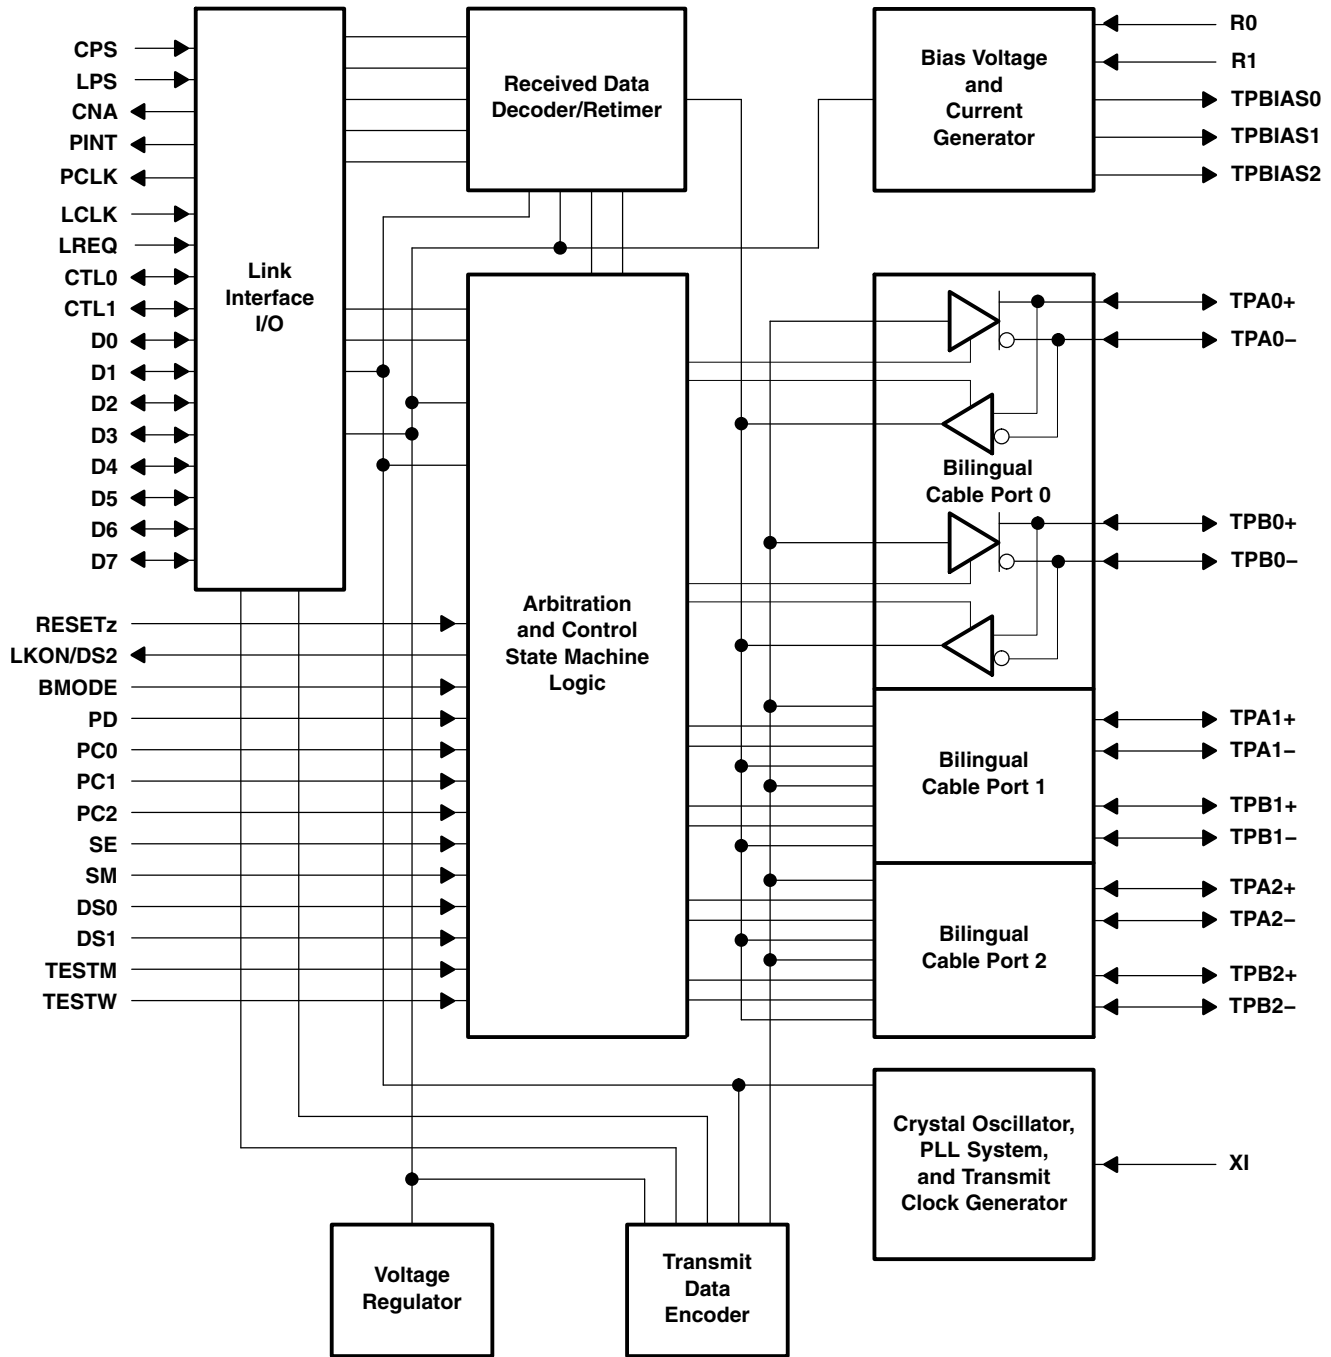 CPS
LPS
CNA
PINT
PCLK
LCLK
LREQ
CTL0
CTL1
D0
D1
D2
D3
D4
D5
D6
D7
RESETz
LKON/DS2
BMODE
PD
PC0
PC1
PC2
SE
SM
DS0
DS1
TESTM
TESTW
Link
Interface
I/O
Received Data
Decoder/Retimer
Arbitration
and Control
State Machine
Logic
Voltage
Regulator
Transmit
Data
Encoder
Bias Voltage
and
Current
Generator
Bilingual
Cable Port 0
Bilingual
Cable Port 1
Bilingual
Cable Port 2
Crystal Oscillator,
PLL System,
and Transmit
Clock Generator
R0
R1
TPBIAS0
TPBIAS1
TPBIAS2
TPA0+
TPA0−
TPB0+
TPB0−
TPA1+
TPA1−
TPB1+
TPB1−
TPA2+
TPA2−
TPB2+
TPB2−
XI